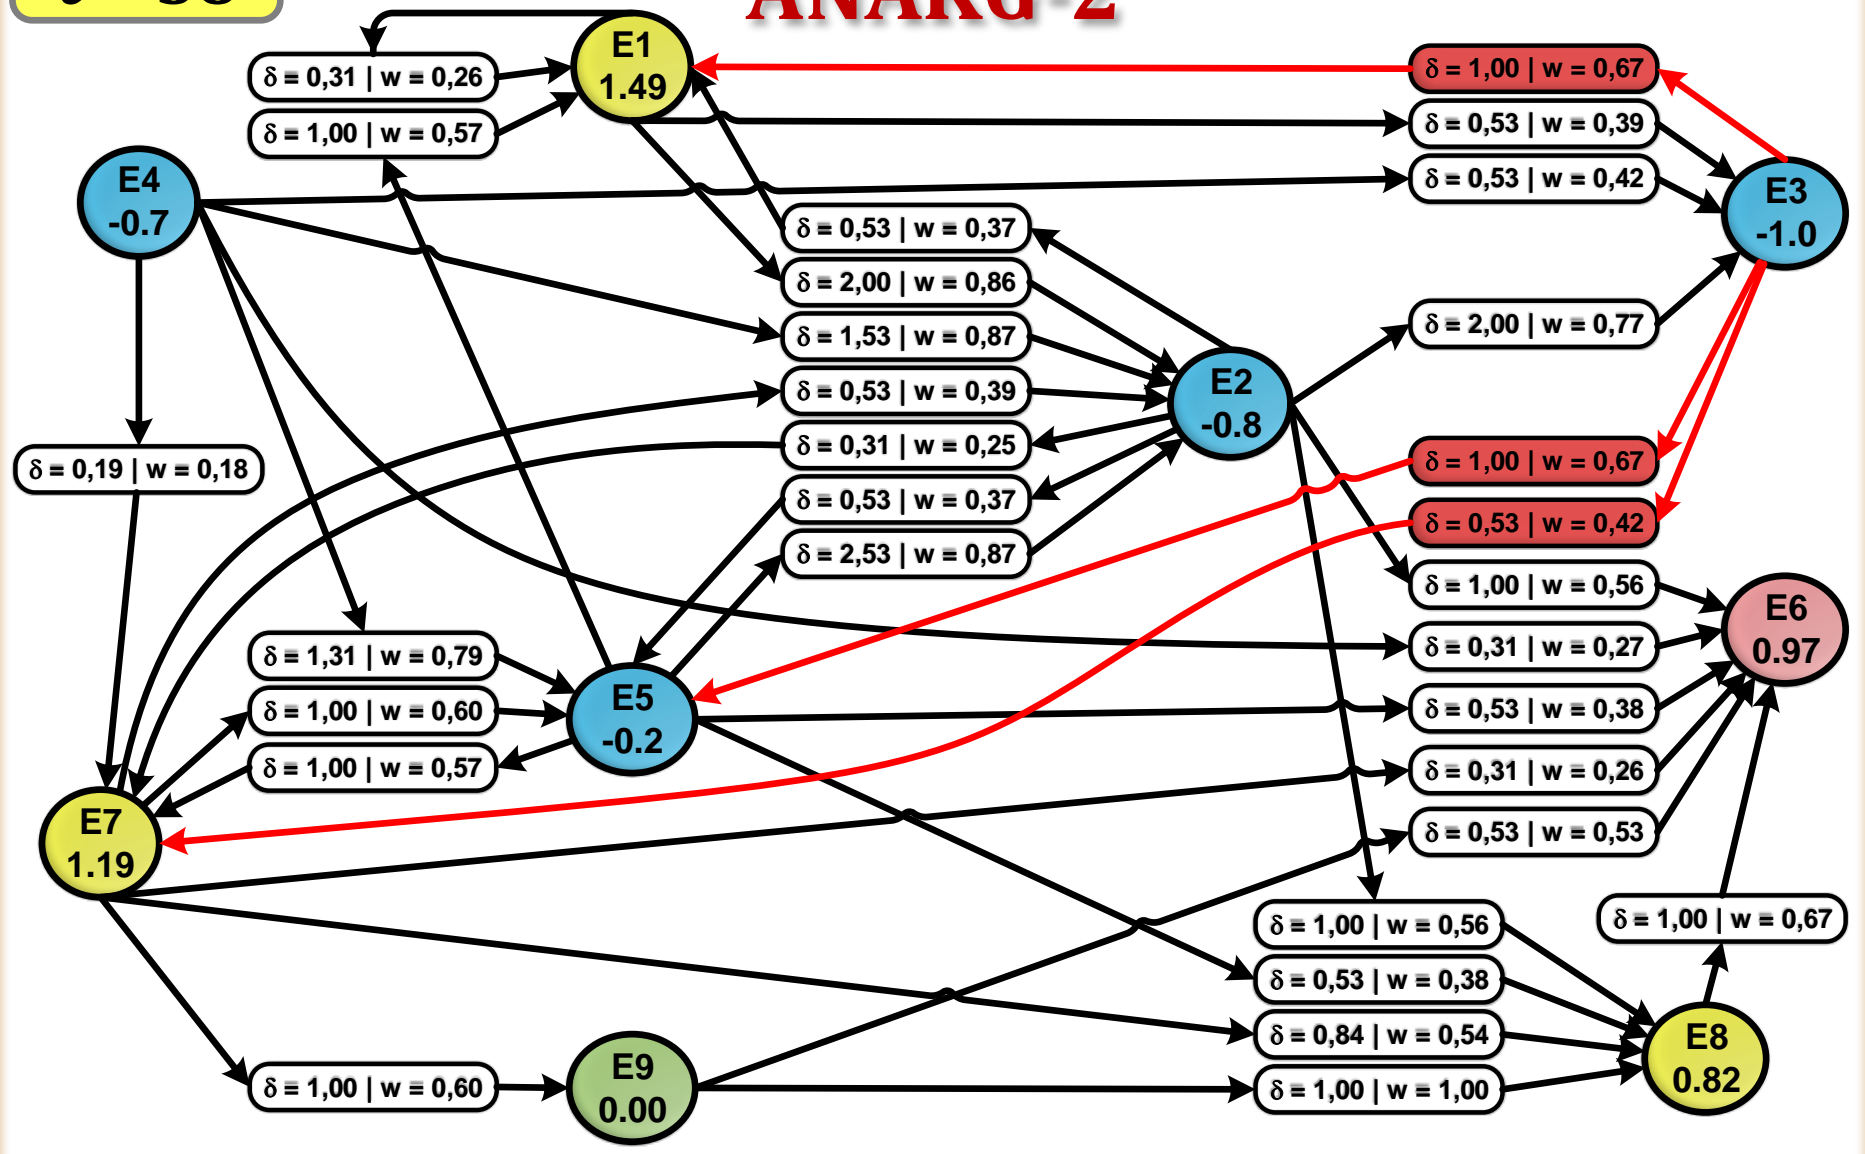 ANAKG-2
E1
1.49
δ = 0,31 | w = 0,26
δ = 1,00 | w = 0,57
δ = 1,00 | w = 0,67
δ = 0,53 | w = 0,39
δ = 0,53 | w = 0,42
E4
-0.7
E3
-1.0
δ = 0,53 | w = 0,37
δ = 2,00 | w = 0,86
δ = 1,53 | w = 0,87
δ = 0,53 | w = 0,39
δ = 0,31 | w = 0,25
δ = 0,53 | w = 0,37
δ = 2,53 | w = 0,87
δ = 2,00 | w = 0,77
E2
-0.8
δ = 0,19 | w = 0,18
δ = 1,00 | w = 0,67
δ = 0,53 | w = 0,42
δ = 1,00 | w = 0,56
δ = 0,31 | w = 0,27
δ = 0,53 | w = 0,38
δ = 0,31 | w = 0,26
δ = 0,53 | w = 0,53
E6
0.97
δ = 1,31 | w = 0,79
δ = 1,00 | w = 0,60
δ = 1,00 | w = 0,57
E5
-0.2
E7
1.19
δ = 1,00 | w = 0,56
δ = 0,53 | w = 0,38
δ = 0,84 | w = 0,54
δ = 1,00 | w = 1,00
δ = 1,00 | w = 0,67
E8
0.82
δ = 1,00 | w = 0,60
E9
0.00